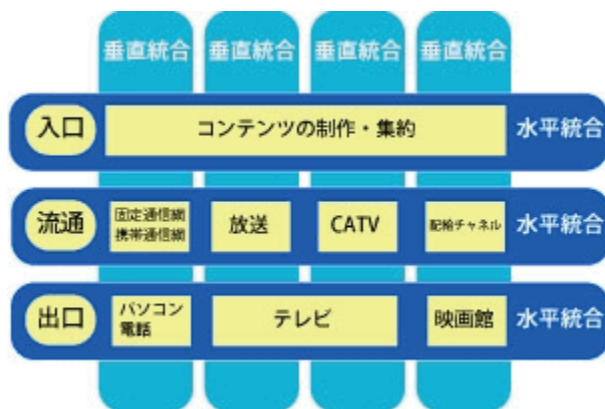 垂直統合 垂直統合 垂直統合 垂直統合
入口 コンテンツの制作・集約 水平統合
流通 固定通信網 放送 CATV 配給チャネル 水平統合
携帯通信網
出口 パソコン テレビ 映画館 水平統合
電話